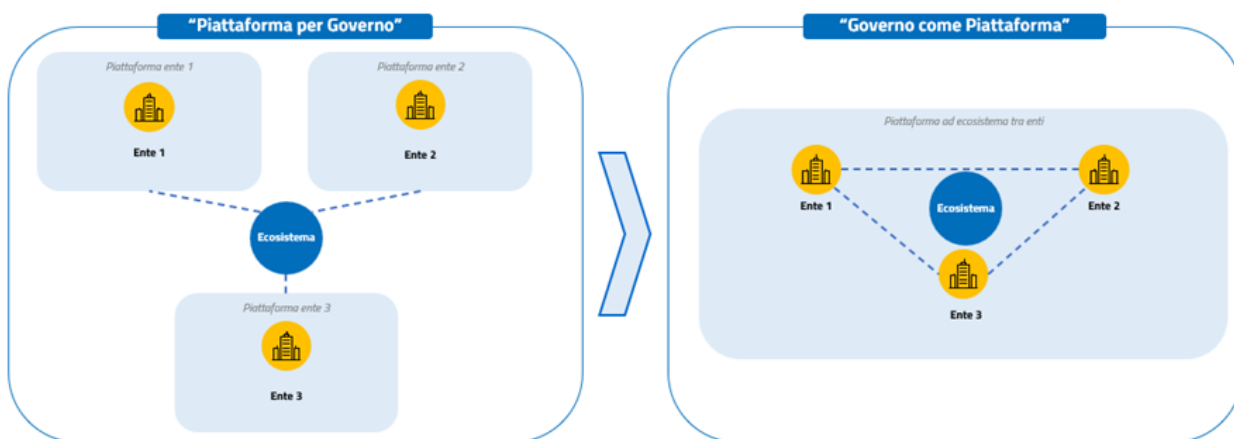 “Piattaforma per Governo”
Piattaforma ente 1
Piattaforma ente 2
Ente 1
Ente 2
Ecosistema
Piattaforma ente 3
Ente 3
“Governo come Piattaforma”
Piattaforma ad ecosistema tra enti
Ente 1
Ecosistema
Ente 2
Ente 3